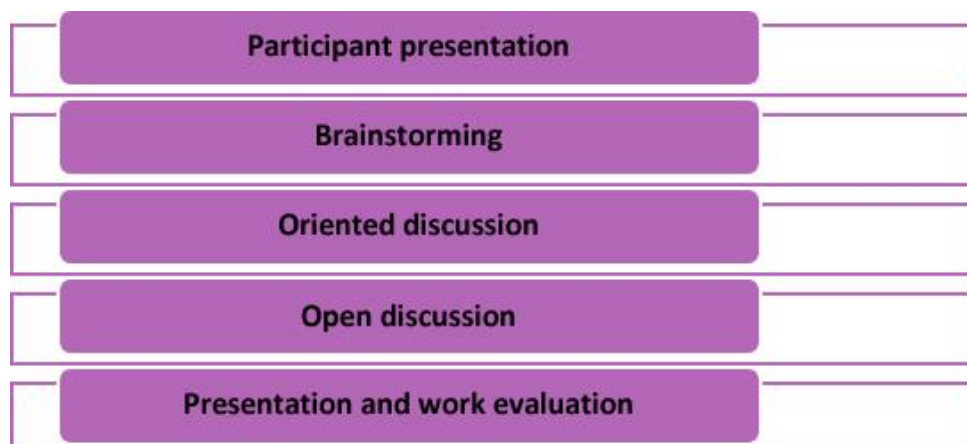 Participant presentation
Brainstorming
Oriented discussion
Open discussion
Presentation and work evaluation